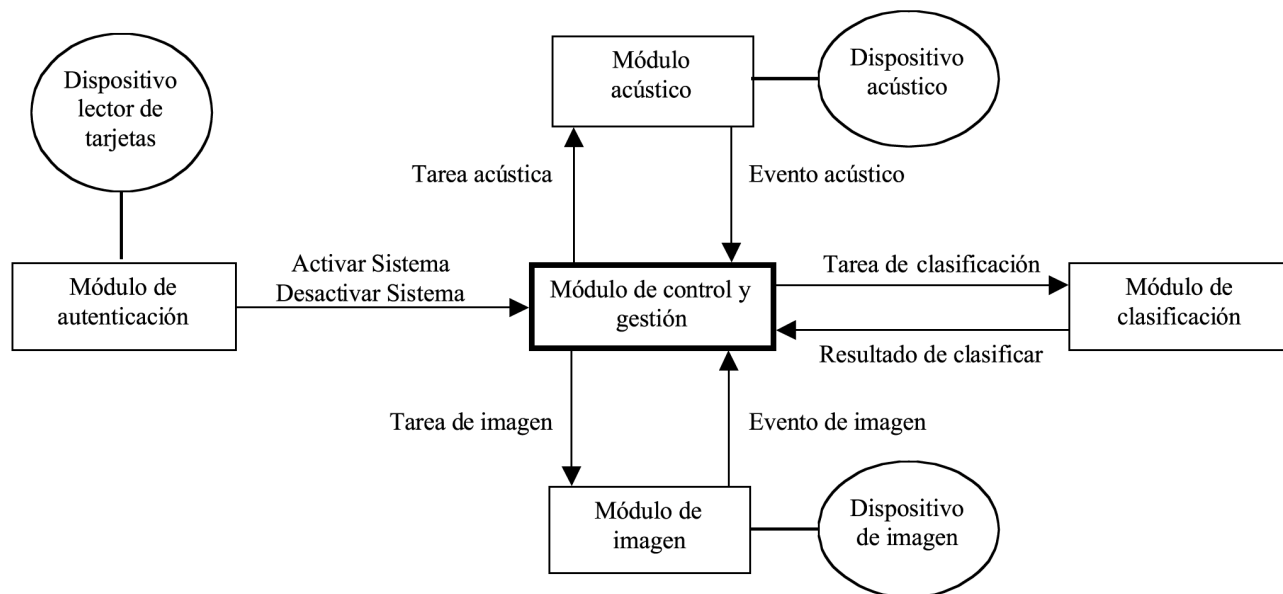 Dispositivo
lector de
tarjetas
Módulo
acústico
Dispositivo
acústico
Tarea acústica
Evento acústico
Módulo de
autenticación
Activar Sistema
Desactivar Sistema
Módulo de control y
gestión
Tarea de clasificación
Resultado de clasificar
Módulo de
clasificación
Tarea de imagen
Evento de imagen
Módulo de
imagen
Dispositivo
de imagen